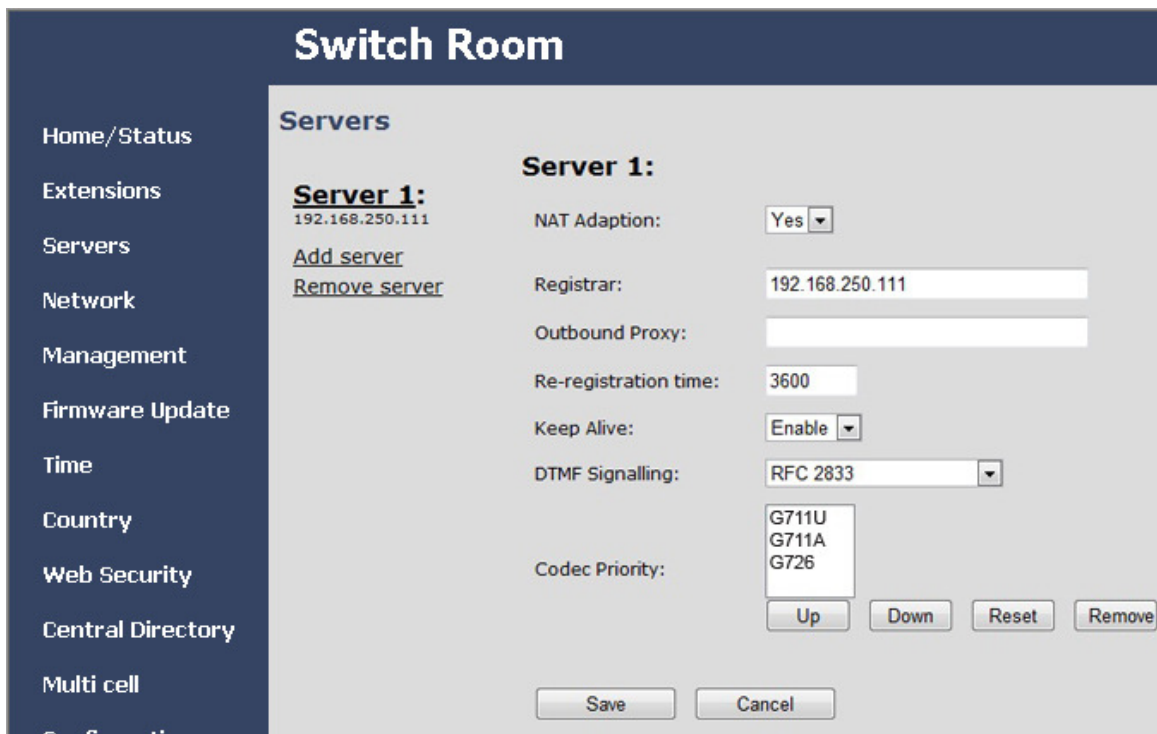 Switch Room
Home/Status
Extensions
Servers
Network
Management
Firmware Update
Time
Country
Web Security
Central Directory
Multi cell
Servers
Server 1:
192.168.250.111
Add server
Remove server
Server 1:
NAT Adaption: Yes
Registrar: 192.168.250.111
Outbound Proxy:
Re-registration time: 3600
Keep Alive: Enable
DTMF Signalling: RFC 2833
Codec Priority:
G711U
G711A
G726
Up Down Reset Remove
Save Cancel